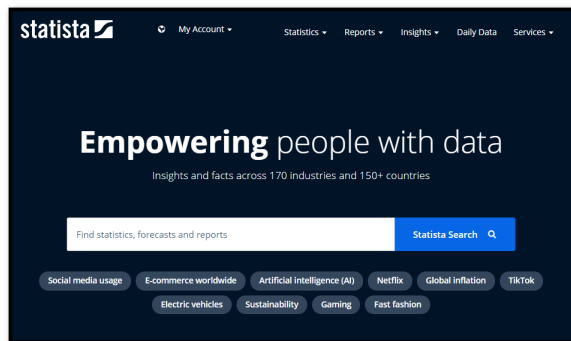 statista
My Account
Statistics Reports Insights Daily Data Services
Empowering people with data
Insights and facts across 170 industries and 150+ countries
Find statistics, forecasts and reports
Statista Search
Social media usage E-commerce worldwide Artificial intelligence (AI) Netflix Global inflation TikTok
Electric vehicles Sustainability Gaming Fast fashion